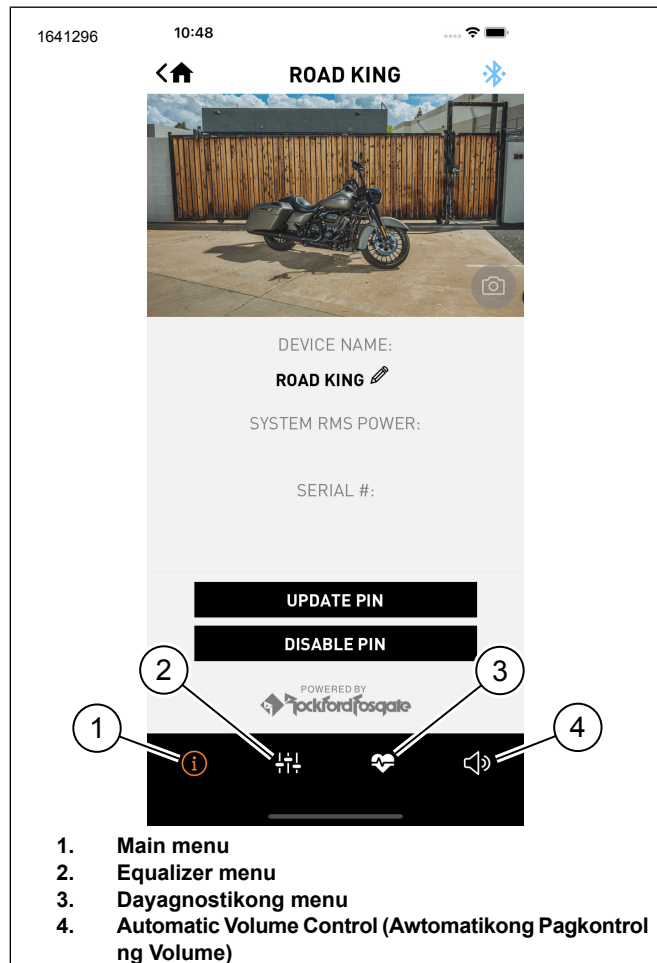 1641296
10:48
ROAD KING
DEVICE NAME:
ROAD KING
SYSTEM RMS POWER:
SERIAL #:
UPDATE PIN
DISABLE PIN
2
3
POWERED BY
Rockford Fosgate
1
4
1. Main menu
2. Equalizer menu
3. Dayagnostikong menu
4. Automatic Volume Control (Awtomatikong Pagkontrol
ng Volume)